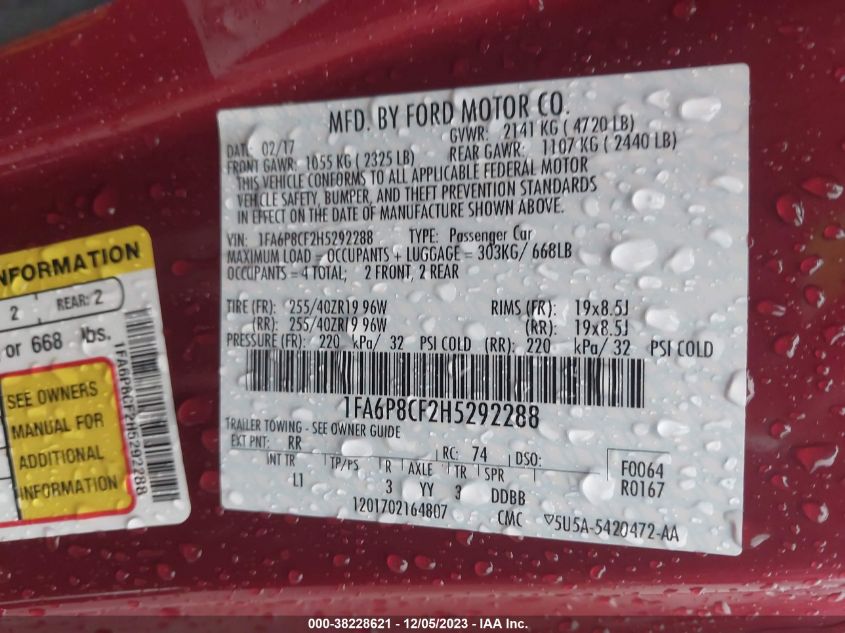 MFD. BY FORD MOTOR CO.
DATE 02/17 GVWR: 2141 KG ( 4720 LB)
FRONT GAWR: 1055 KG ( 2325 LB) REAR GAWR: 1107 KG ( 2440 LB)
THIS VEHICLE CONFORMS TO ALL APPLICABLE FEDERAL MOTOR
VEHICLE SAFETY, BUMPER, AND THEFT PREVENTION STANDARDS
IN EFFECT ON THE DATE OF MANUFACTURE SHOWN ABOVE.
VIN: 1FA6P8CF2H5292288 TYPE: Passenger Car
MAXIMUM LOAD = OCCUPANTS + LUGGAGE = 303KG/ 668LB
OCCUPANTS = 4 TOTAL; 2 FRONT, 2 REAR
TIRE (FR): 255/40ZR19 96W RIMS (FR): 19x8.5J
(RR): 255/40ZR19 96W (RR): 19x8.5J
PRESSURE (FR): 220 kPa/ 32 PSI COLD (RR): 220 kPa/ 32 PSI COLD
1FA6P8CF2H5292288
TRAILER TOWING - SEE OWNER GUIDE
EXT PNT: RR RC: 74 DSO: F0064
INT TR TP/PS R AXLE TR SPR R0167
L1 3 YY 3 DDBB
1201702164807 CMC ▽5U5A-5420472-AA
INFORMATION
2 REAR: 2
or 668 lbs.
SEE OWNERS
MANUAL FOR
ADDITIONAL
INFORMATION
1FA6P8CF2H5292288
000-38228621 - 12/05/2023 - IAA Inc.